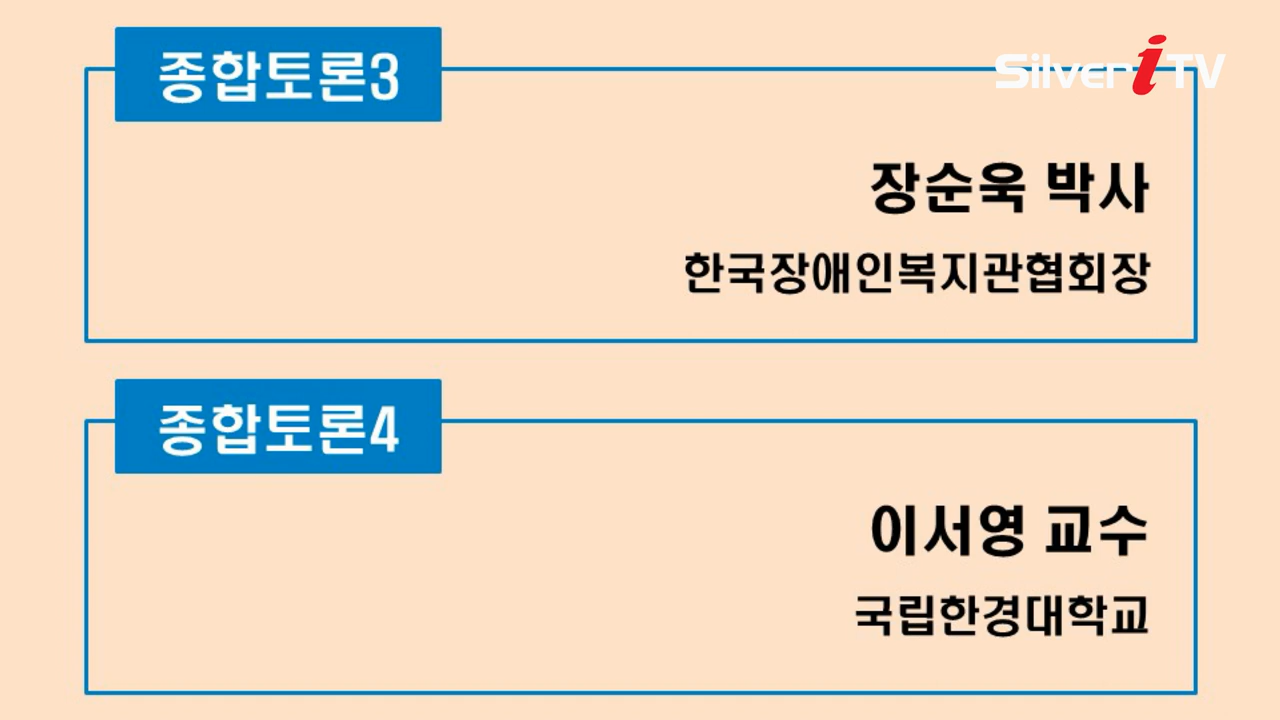 종합토론3
Silver i TV
장순욱 박사
한국장애인복지관협회장
종합토론4
이서영 교수
국립한경대학교